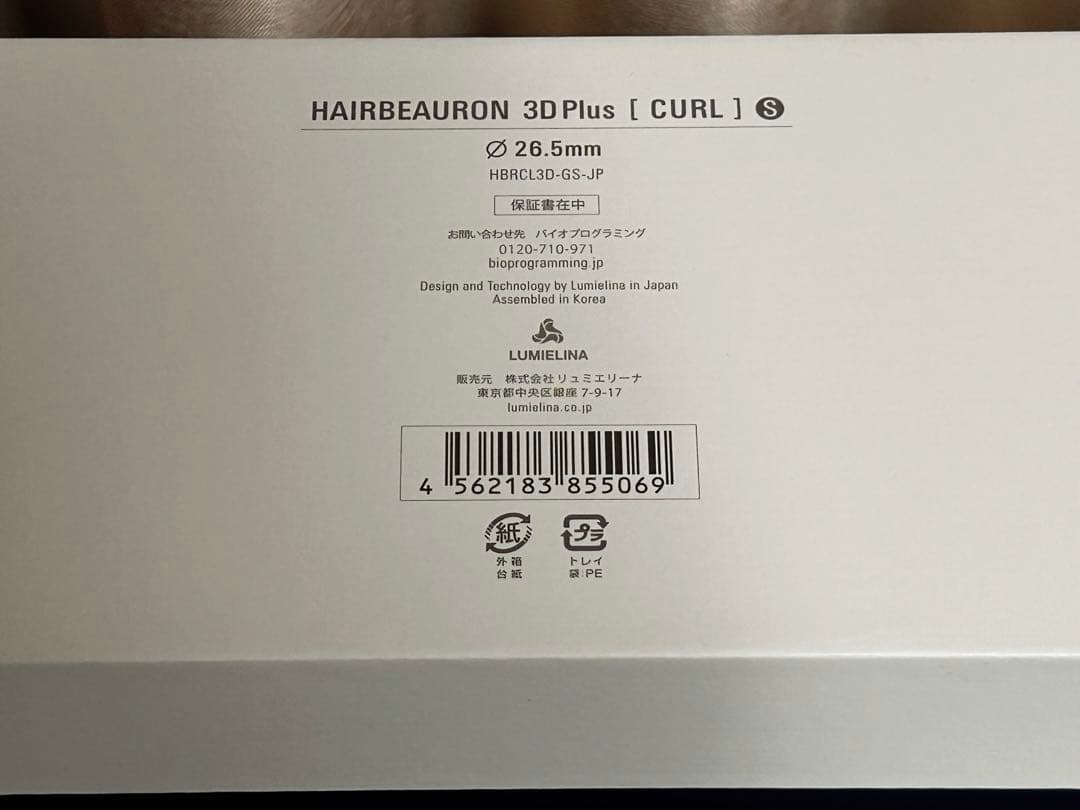 HAIRBEAURON 3D Plus [ CURL ] S
Ø 26.5mm
HBRCL3D-GS-JP
保証書在中
お問い合わせ先 バイオプログラミング
0120-710-971
bioprogramming.jp
Design and Technology by Lumielina in Japan
Assembled in Korea
LUMIELINA
販売元 株式会社リュミエリーナ
東京都中央区銀座 7-9-17
lumielina.co.jp
4 562183 855069
紙 プラ
外箱 トレイ
台紙 袋:PE